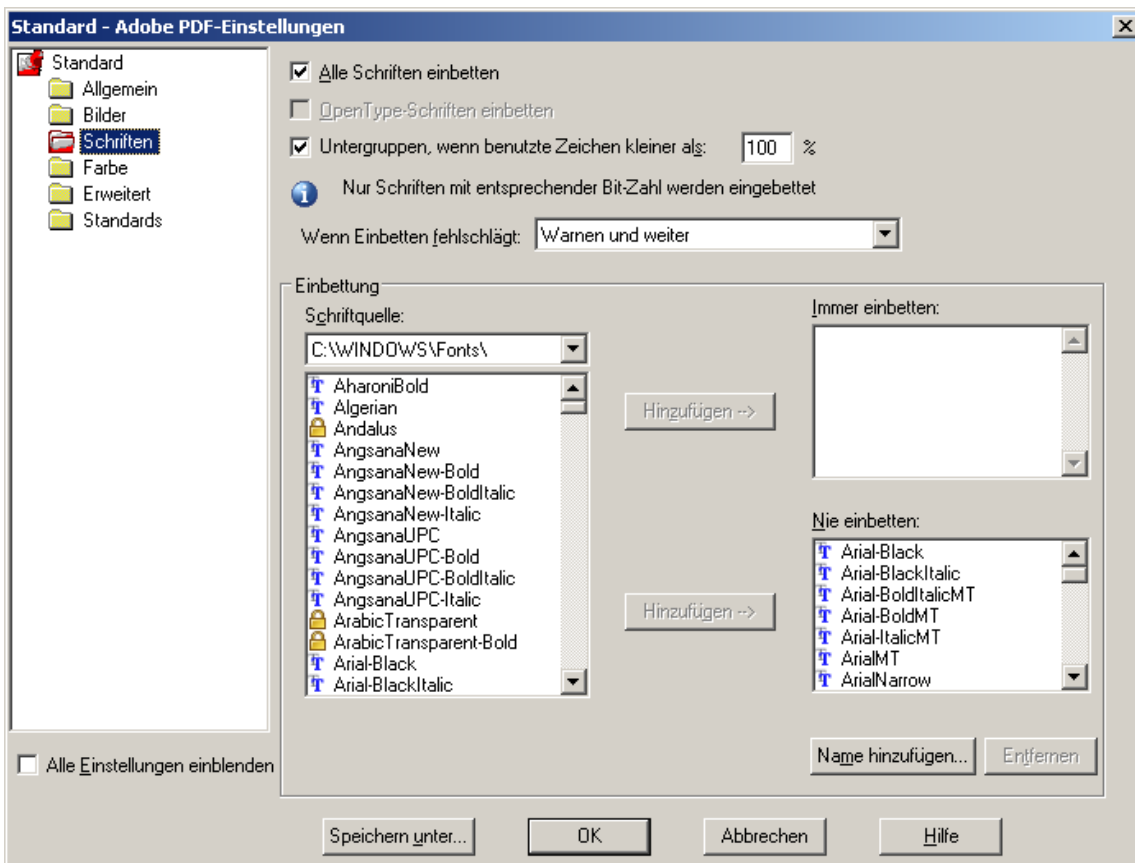 Standard - Adobe PDF-Einstellungen
Standard
Allgemein
Bilder
Schriften
Farbe
Erweitert
Standards
Alle Einstellungen einblenden
Alle Schriften einbetten
OpenType-Schriften einbetten
Untergruppen, wenn benutzte Zeichen kleiner als: 100 %
Nur Schriften mit entsprechender Bit-Zahl werden eingebettet
Wenn Einbetten fehlschlägt: Warnen und weiter
Einbettung
Schriftquelle:
C:\WINDOWS\Fonts\
AharoniBold
Algerian
Andalus
AngsanaNew
AngsanaNew-Bold
AngsanaNew-BoldItalic
AngsanaNew-Italic
AngsanaUPC
AngsanaUPC-Bold
AngsanaUPC-BoldItalic
AngsanaUPC-Italic
ArabicTransparent
ArabicTransparent-Bold
Arial-Black
Arial-BlackItalic
Hinzufügen -->
Hinzufügen -->
Immer einbetten:
Nie einbetten:
Arial-Black
Arial-BlackItalic
Arial-BoldItalicMT
Arial-BoldMT
Arial-ItalicMT
ArialMT
ArialNarrow
Name hinzufügen... Entfernen
Speichern unter... OK Abbrechen Hilfe